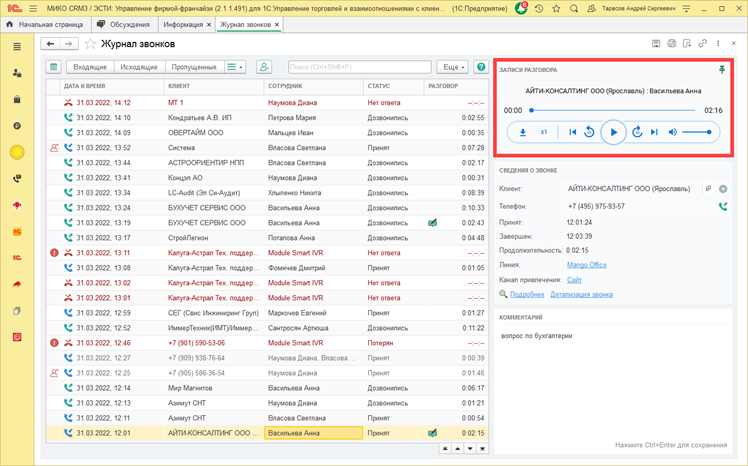 1С МИКО CRM3 / ЭСТИ: Управление фирмой-франчайзи (2.1.1.491) для 1С:Управление торговлей и взаимоотношениями с клиен... (1С:Предприятие) 6 Тарасов Андрей Сергеевич
Начальная страница Обсуждения Информация × Журнал звонков ×
Журнал звонков
Входящие Исходящие Пропущенные Поиск (Ctrl+Shift+F) Еще ?
ДАТА И ВРЕМЯ КЛИЕНТ СОТРУДНИК СТАТУС РАЗГОВОР
31.03.2022, 14:12 МТ 1 Наумова Диана Нет ответа --:--:--
31.03.2022, 14:10 Кондратьев А.В. ИП Петрова Мария Дозвонились 0:02:55
31.03.2022, 14:09 ОВЕРТАЙМ ООО Мальцев Иван Дозвонились 0:00:35
31.03.2022, 13:52 Система Власова Светлана Принят 0:07:28
31.03.2022, 13:44 АСТРООРИЕНТИР НПП Власова Светлана Дозвонились 0:02:17
31.03.2022, 13:41 Концэл АО Наумова Диана Дозвонились 0:00:31
31.03.2022, 13:34 LC-Audit (Эл Си-Аудит) Хлыпенко Никита Дозвонились 0:08:39
31.03.2022, 13:24 БУХУЧЕТ СЕРВИС ООО Васильева Анна Дозвонились 0:10:33
31.03.2022, 13:19 БУХУЧЕТ СЕРВИС ООО Васильева Анна Дозвонились 0:02:43
31.03.2022, 13:17 СтройЛегион Потапова Анна Дозвонились 0:04:48
31.03.2022, 13:11 Калуга-Астрал Тех. поддер... Module Smart IVR Нет ответа --:--:--
31.03.2022, 13:08 Калуга-Астрал Тех. поддер... Фомичев Дмитрий Принят 0:01:05
31.03.2022, 13:02 Калуга-Астрал Тех. поддер... Module Smart IVR Нет ответа --:--:--
31.03.2022, 13:01 Калуга-Астрал Тех. поддер... Module Smart IVR Нет ответа --:--:--
31.03.2022, 12:59 СЕГ (Свис Инжиниринг Груп) Маркочев Евгений Принят 0:01:27
31.03.2022, 12:52 ИммерТехник(ИМТ)/Иммер... Сантросян Артюша Дозвонились 0:11:22
31.03.2022, 12:46 +7 (901) 590-53-06 Module Smart IVR Потерян --:--:--
31.03.2022, 12:27 +7 (909) 938-76-64 Наумова Диана, Власова ... Принят 0:00:39
31.03.2022, 12:25 +7 (905) 586-36-54 Наумова Диана Принят 0:01:46
31.03.2022, 12:14 Мир Магнитов Васильева Анна Дозвонились 0:06:17
31.03.2022, 12:13 Азимут СНТ Наумова Диана Дозвонились 0:01:21
31.03.2022, 12:11 Азимут СНТ Власова Светлана Принят 0:00:54
31.03.2022, 12:01 АЙТИ-КОНСАЛТИНГ ООО ... Васильева Анна Принят 0:02:15
ЗАПИСИ РАЗГОВОРА
АЙТИ-КОНСАЛТИНГ ООО (Ярославль) : Васильева Анна
00:00 02:16
x1 10 30
СВЕДЕНИЯ О ЗВОНКЕ
Клиент: АЙТИ-КОНСАЛТИНГ ООО (Ярославль)
Телефон: +7 (495) 975-93-57
Принят: 12:01:24
Завершен: 12:03:39
Продолжительность: 0:02:15
Линия: Mango Office
Канал привлечения: Сайт
Подробнее Детализация звонка
КОММЕНТАРИЙ
вопрос по бухгалтерии
Нажмите Ctrl+Enter для сохранения